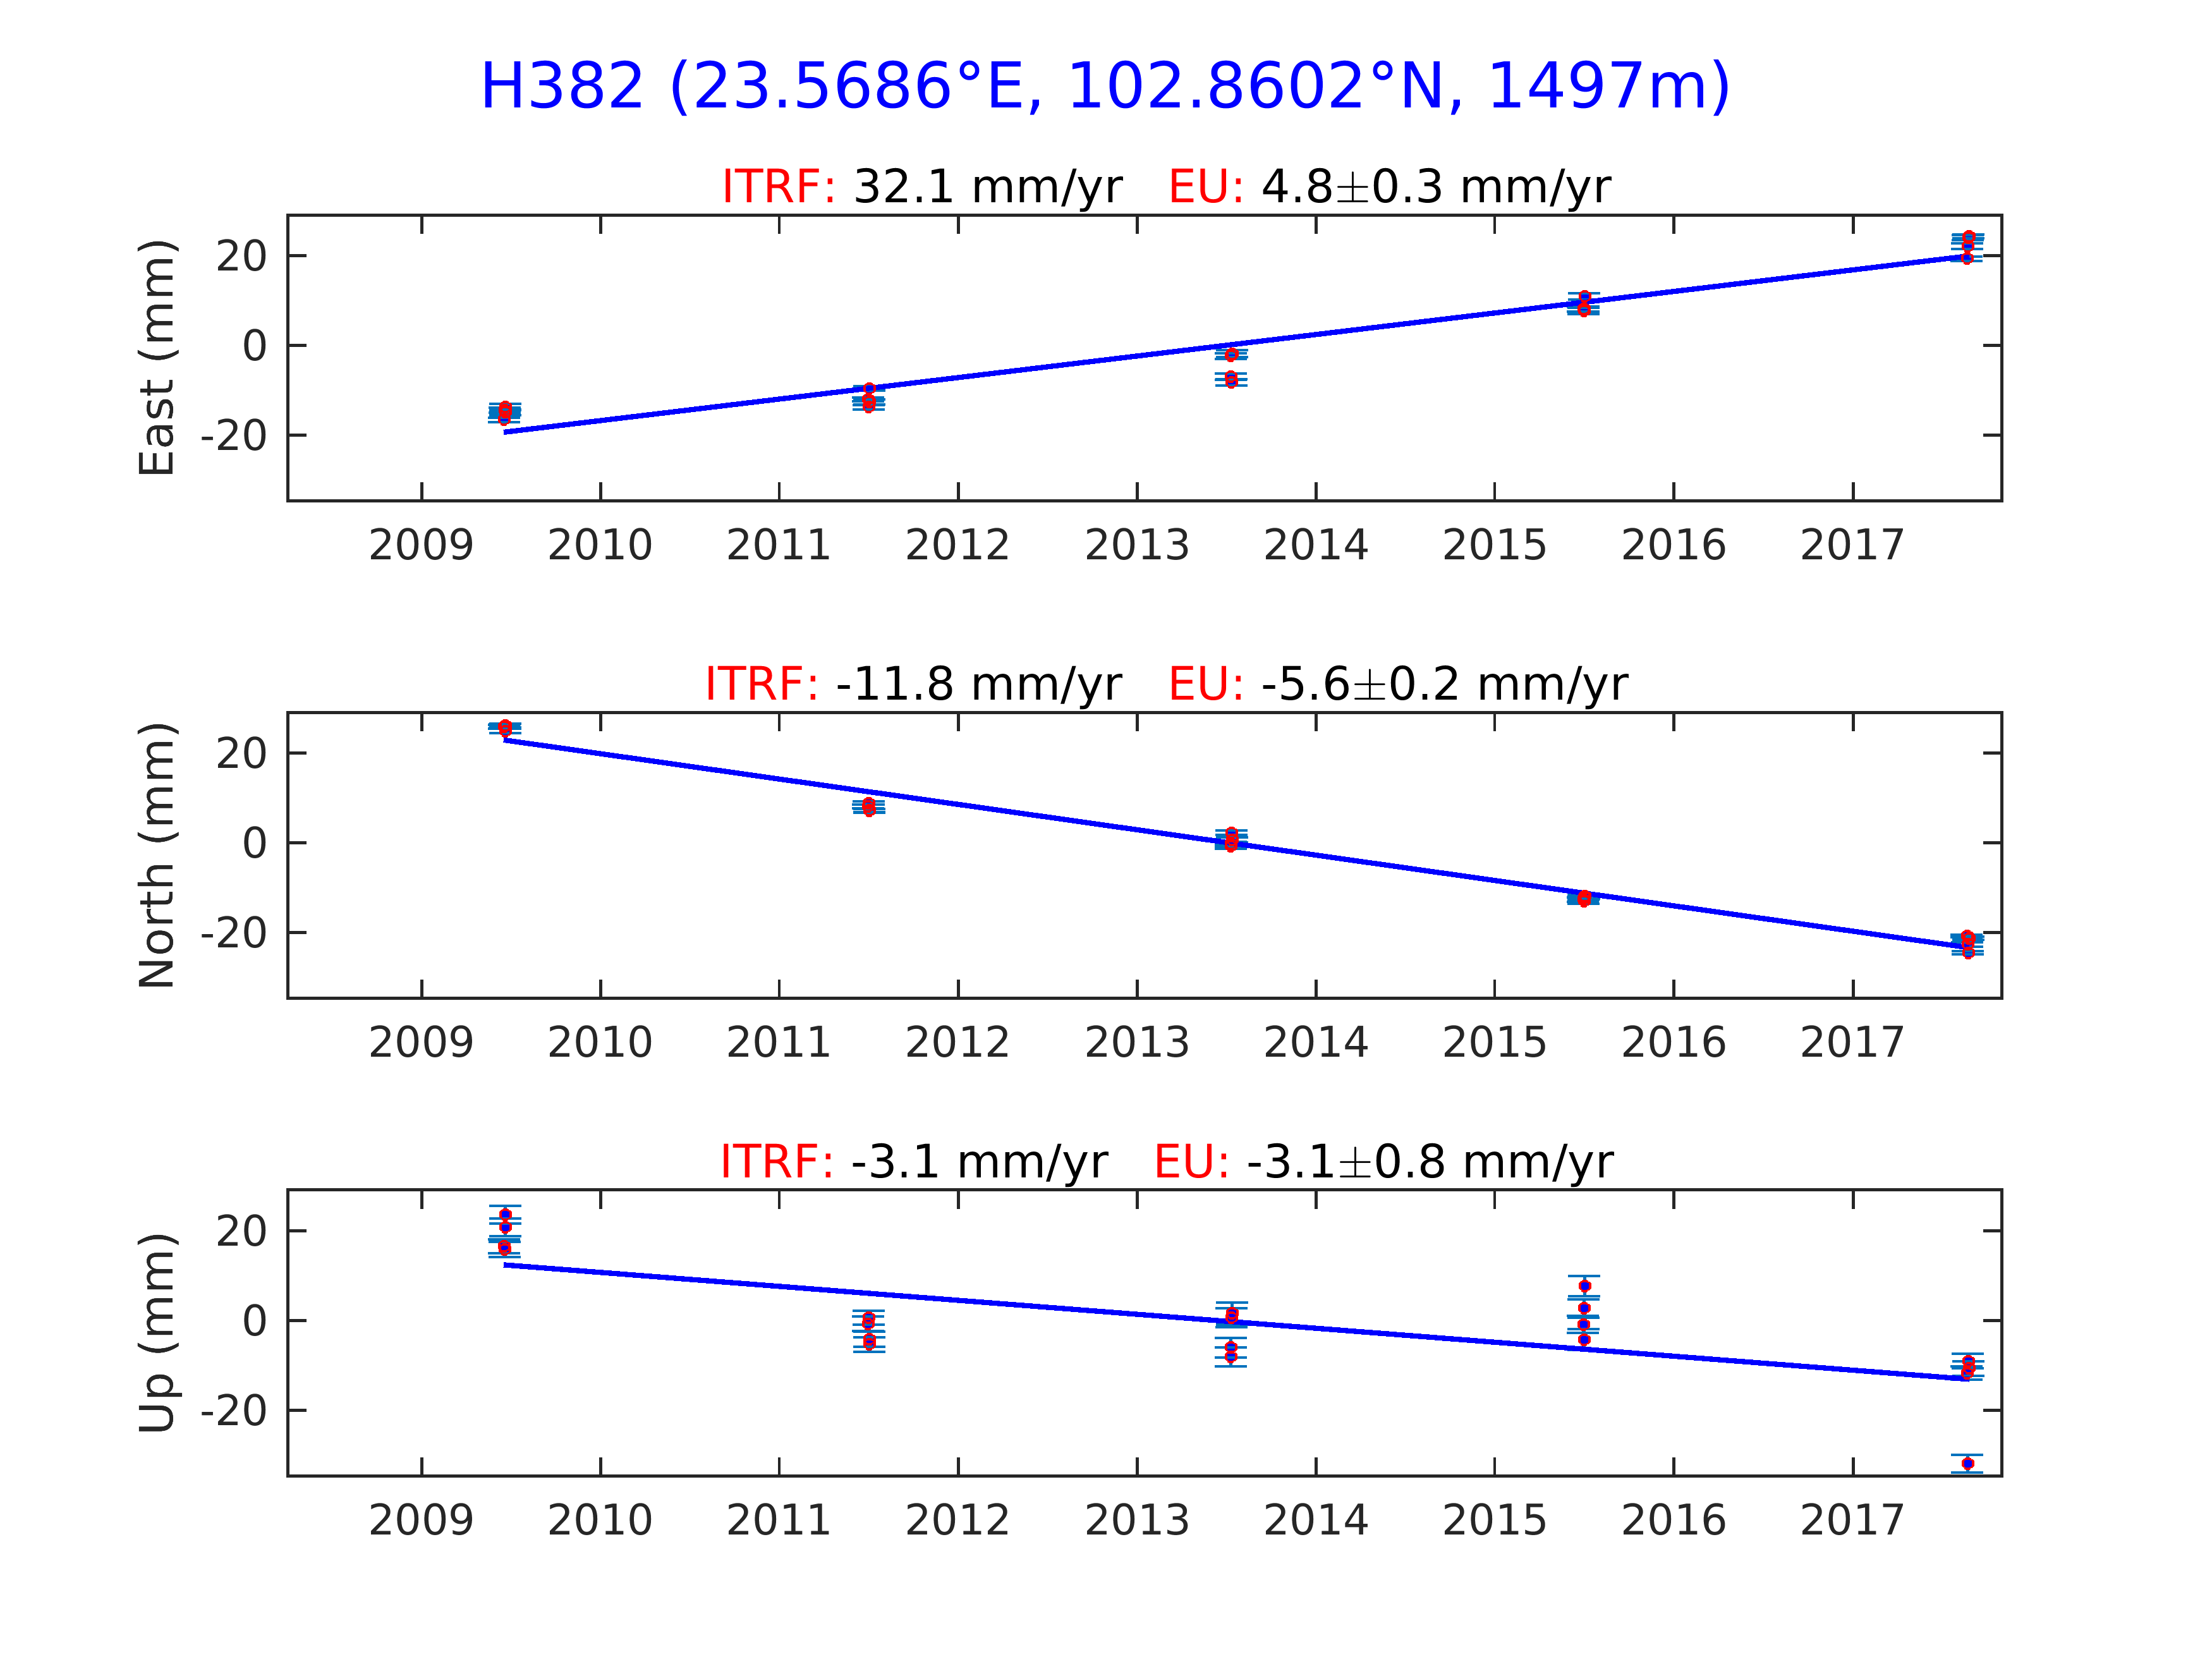 H382 (23.5686°E, 102.8602°N, 1497m)
ITRF: 32.1 mm/yr EU: 4.8±0.3 mm/yr
East (mm)
20
0
-20
2009 2010 2011 2012 2013 2014 2015 2016 2017
ITRF: -11.8 mm/yr EU: -5.6±0.2 mm/yr
North (mm)
20
0
-20
2009 2010 2011 2012 2013 2014 2015 2016 2017
ITRF: -3.1 mm/yr EU: -3.1±0.8 mm/yr
Up (mm)
20
0
-20
2009 2010 2011 2012 2013 2014 2015 2016 2017